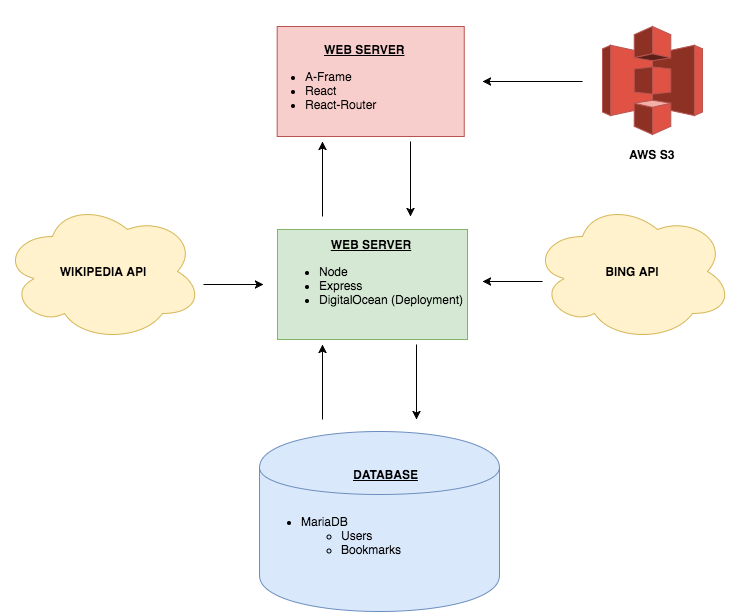 WEB SERVER
A-Frame
React
React-Router
AWS S3
WEB SERVER
Node
Express
DigitalOcean (Deployment)
WIKIPEDIA API
BING API
DATABASE
MariaDB
Users
Bookmarks